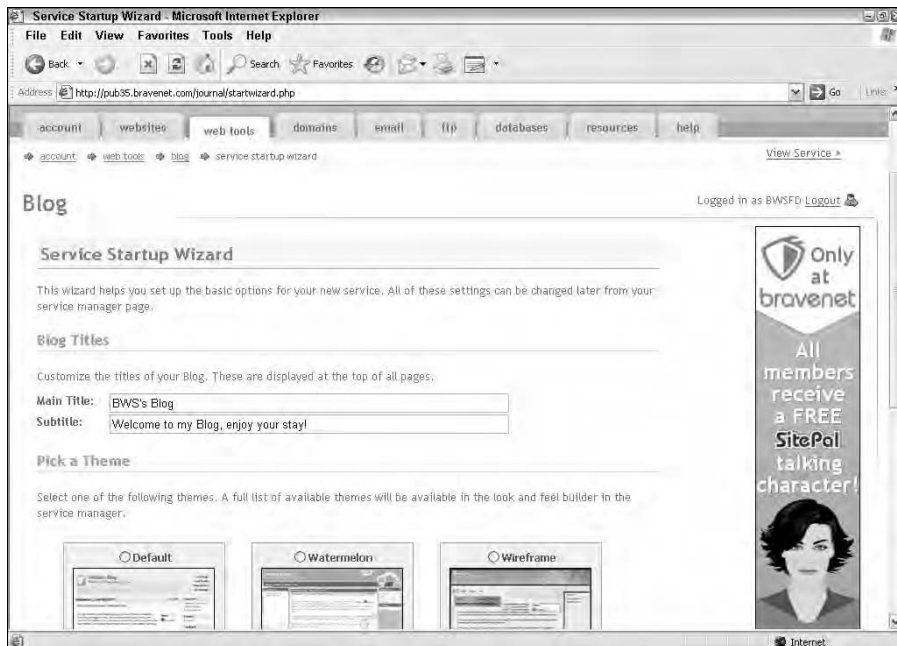 Service Startup Wizard - Microsoft Internet Explorer
File Edit View Favorites Tools Help
Back Search Favorites
Address http://pub35.bravenet.com/journal/startwizard.php Go Links
account websites web tools domains email ftp databases resources help
account web tools blog service startup wizard View Service »
Blog
Logged in as BWSFD Logout
Service Startup Wizard
This wizard helps you set up the basic options for your new service. All of these settings can be changed later from your
service manager page.
Blog Titles
Customize the titles of your Blog. These are displayed at the top of all pages.
Main Title: BWS's Blog
Subtitle: Welcome to my Blog, enjoy your stay!
Pick a Theme
Select one of the following themes. A full list of available themes will be available in the look and feel builder in the
service manager.
Default Watermelon Wireframe
Only
at
bravenet
All
members
receive
a FREE
SitePal
talking
character!
Internet